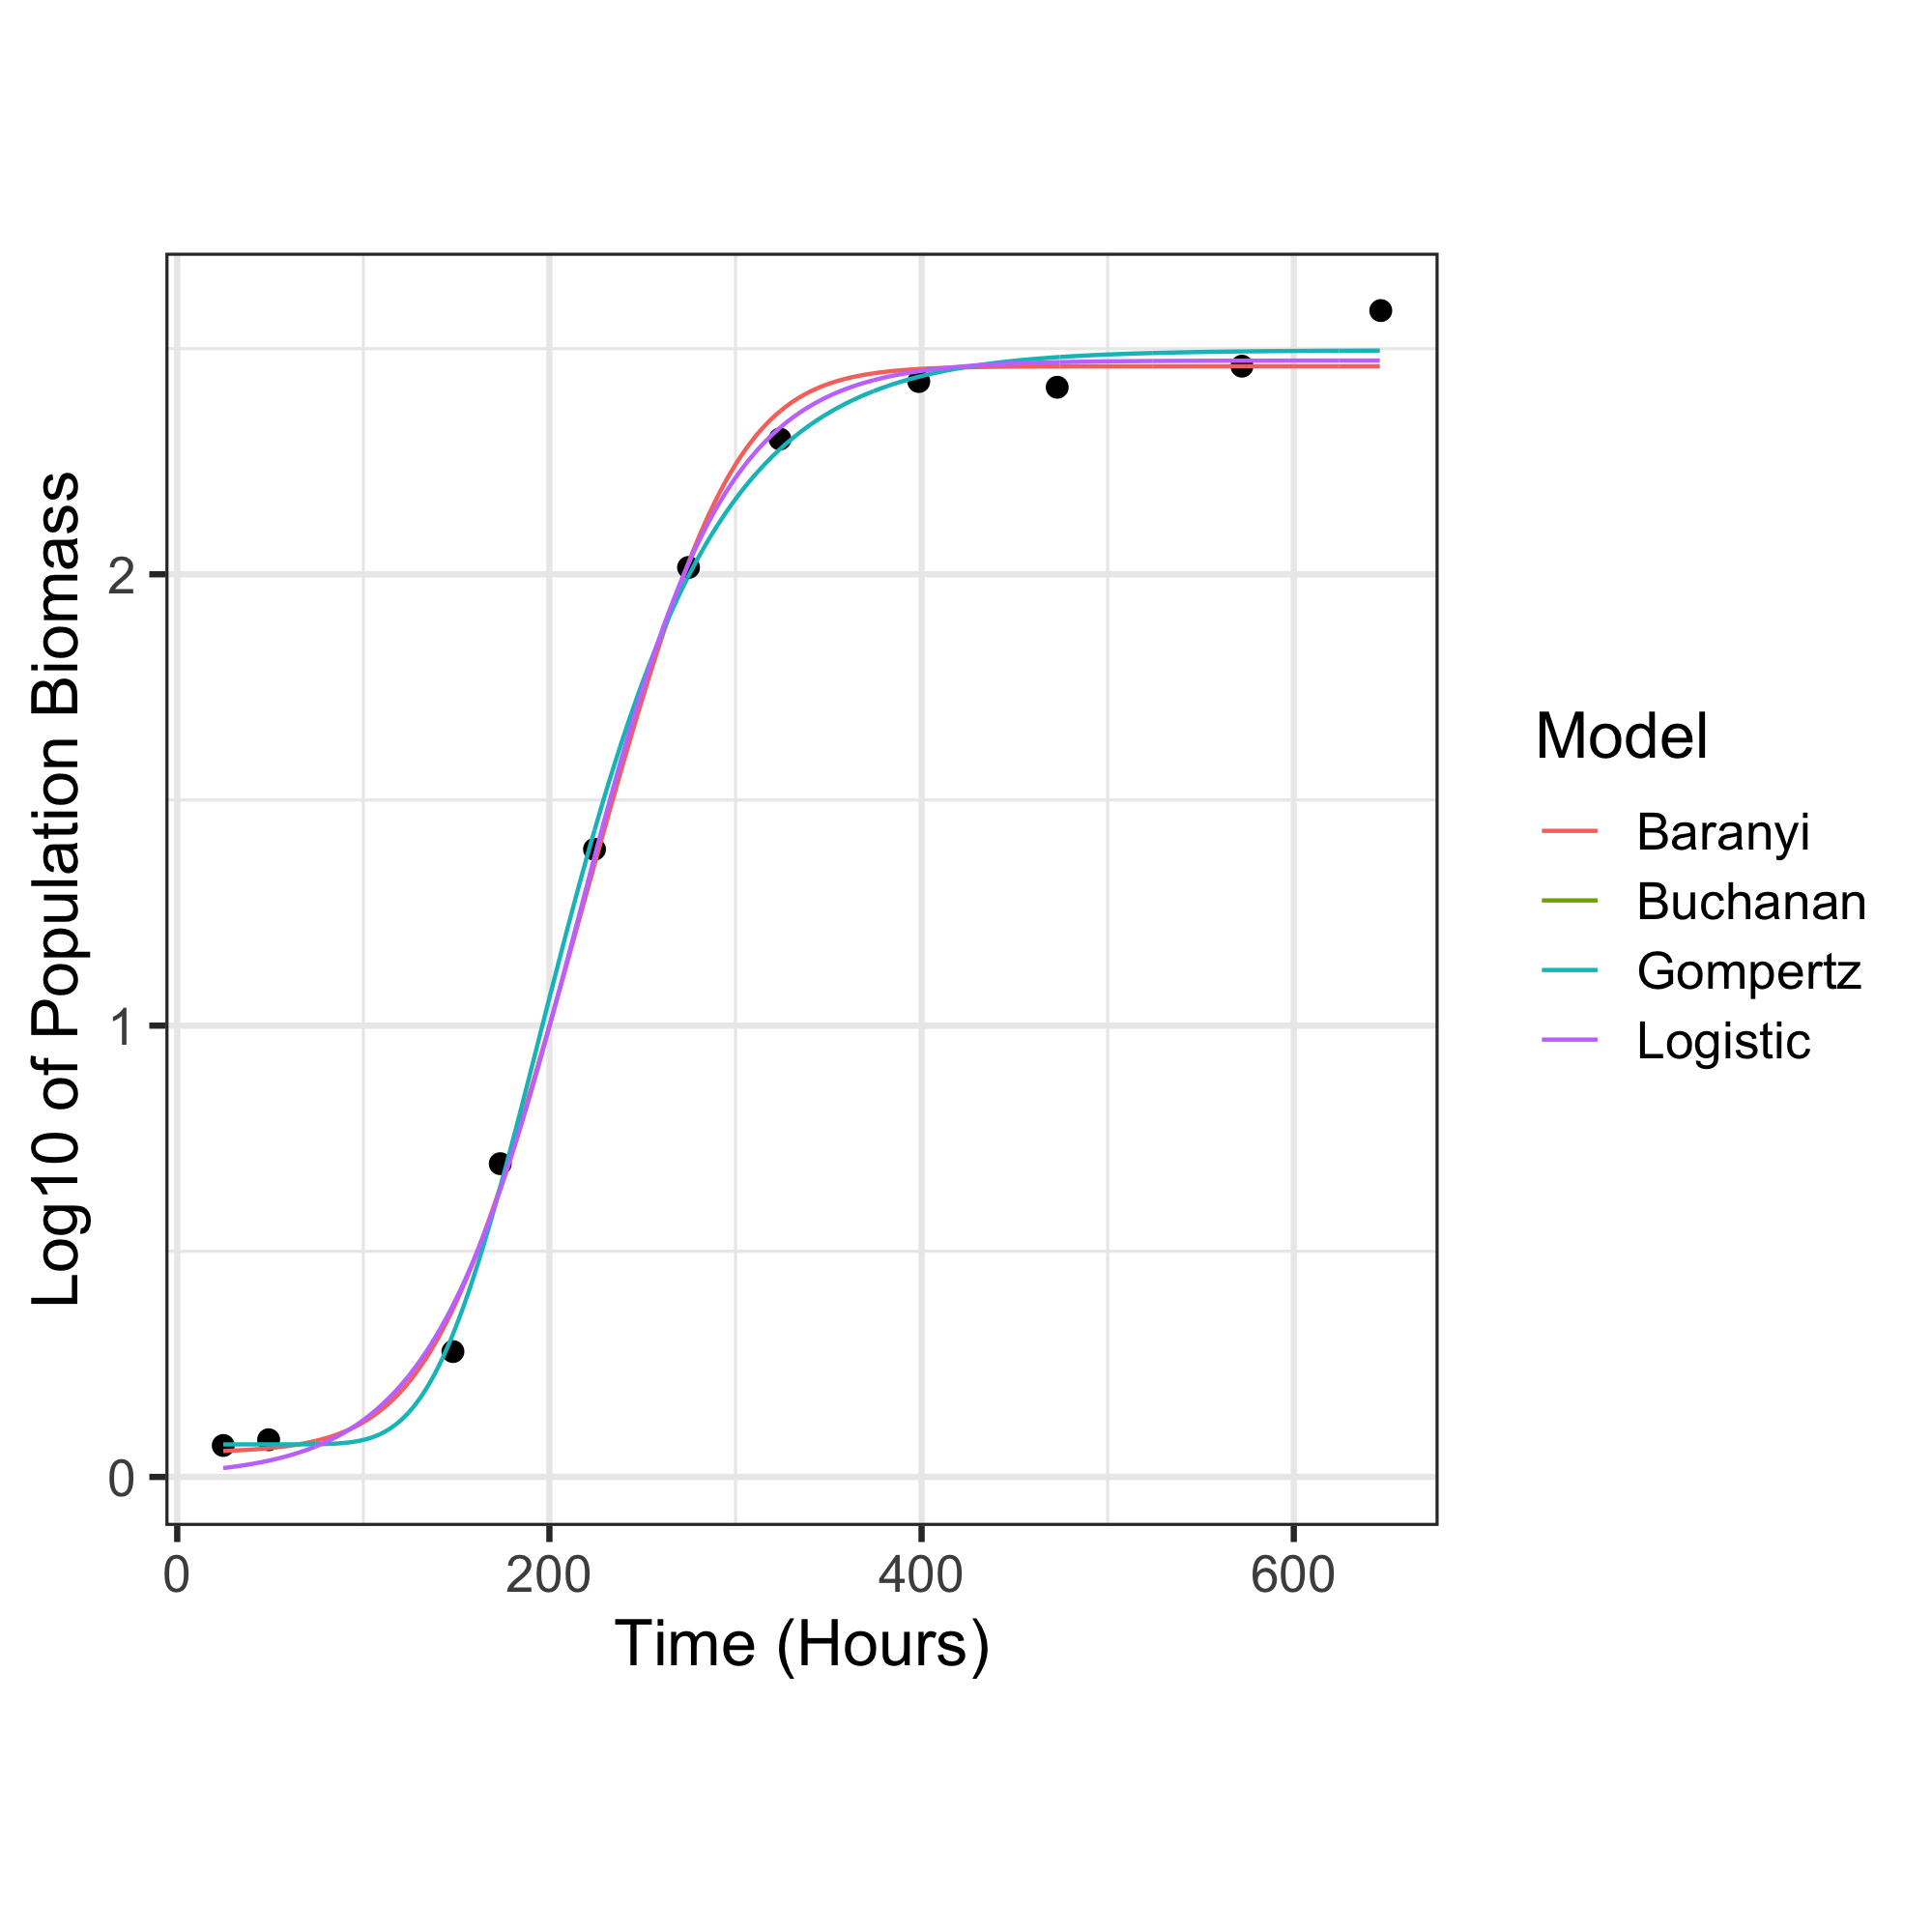 Log10 of Population Biomass
2
1
0
0 200 400 600
Time (Hours)
Model
Baranyi
Buchanan
Gompertz
Logistic